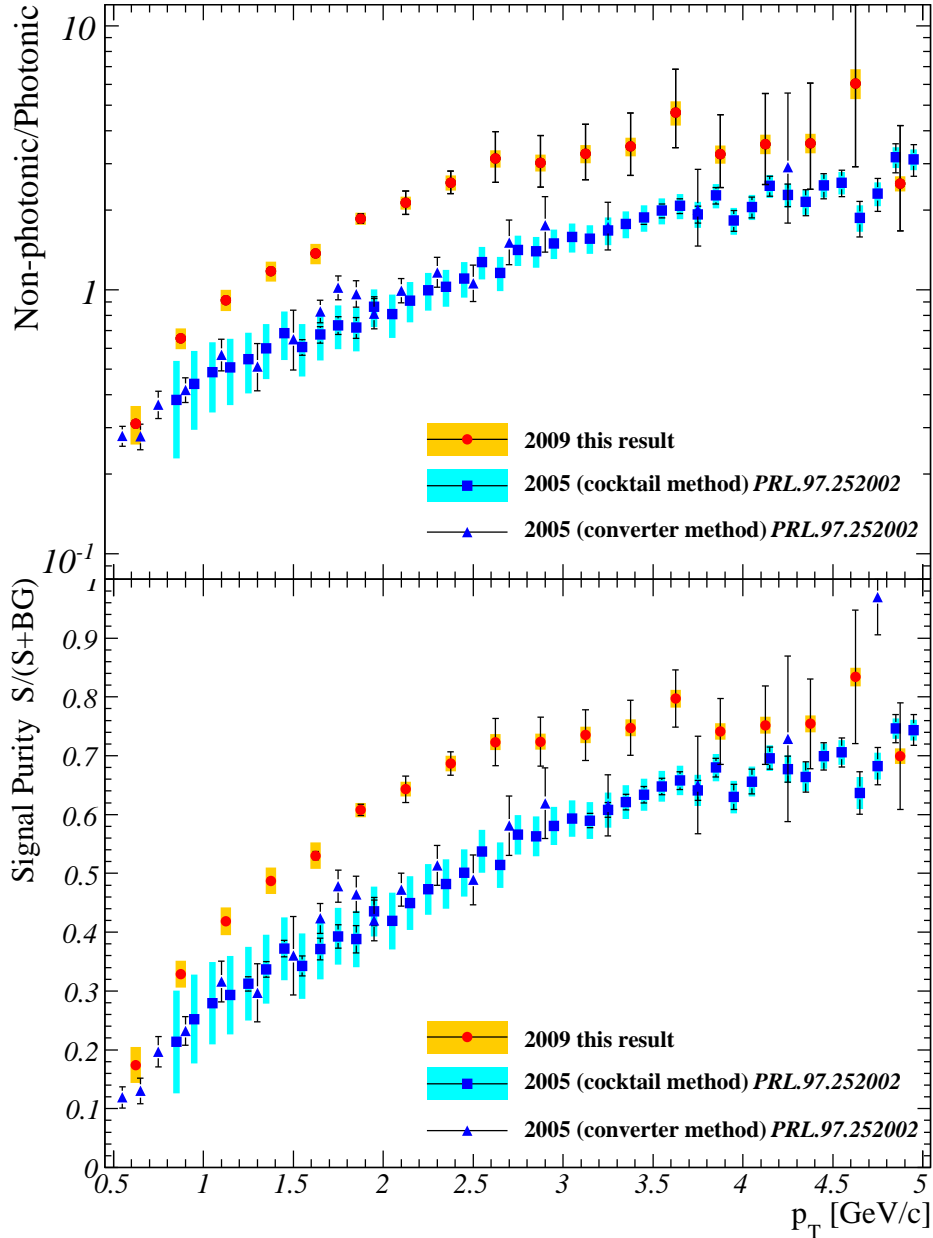 10
Non-photonic/Photonic
1
2009 this result
2005 (cocktail method) PRL.97.252002
2005 (converter method) PRL.97.252002
10-1
1
Signal Purity S/(S+BG)
0.9
0.8
0.7
0.6
0.5
0.4
0.3
0.2
0.1
0
2009 this result
2005 (cocktail method) PRL.97.252002
2005 (converter method) PRL.97.252002
0.5 1 1.5 2 2.5 3 3.5 4 4.5 5
pT [GeV/c]